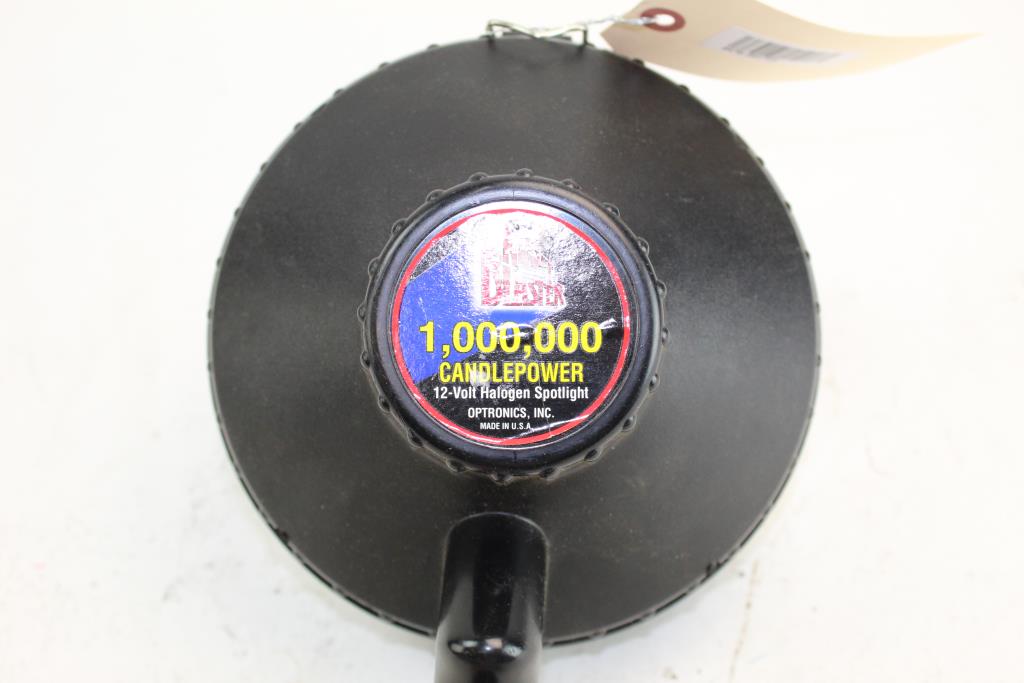 BLASTER
1,000,000
CANDLEPOWER
12-Volt Halogen Spotlight
OPTRONICS, INC.
MADE IN U.S.A.